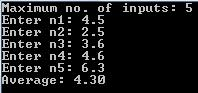 Maximum no. of inputs: 5
Enter n1: 4.5
Enter n2: 2.5
Enter n3: 3.6
Enter n4: 4.6
Enter n5: 6.3
Average: 4.30